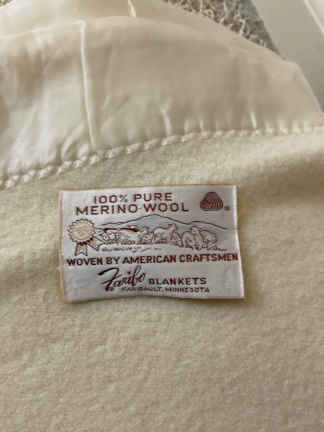 100% PURE
MERINO-WOOL
WOVEN BY AMERICAN CRAFTSMEN
Faribo BLANKETS
FARIBAULT, MINNESOTA